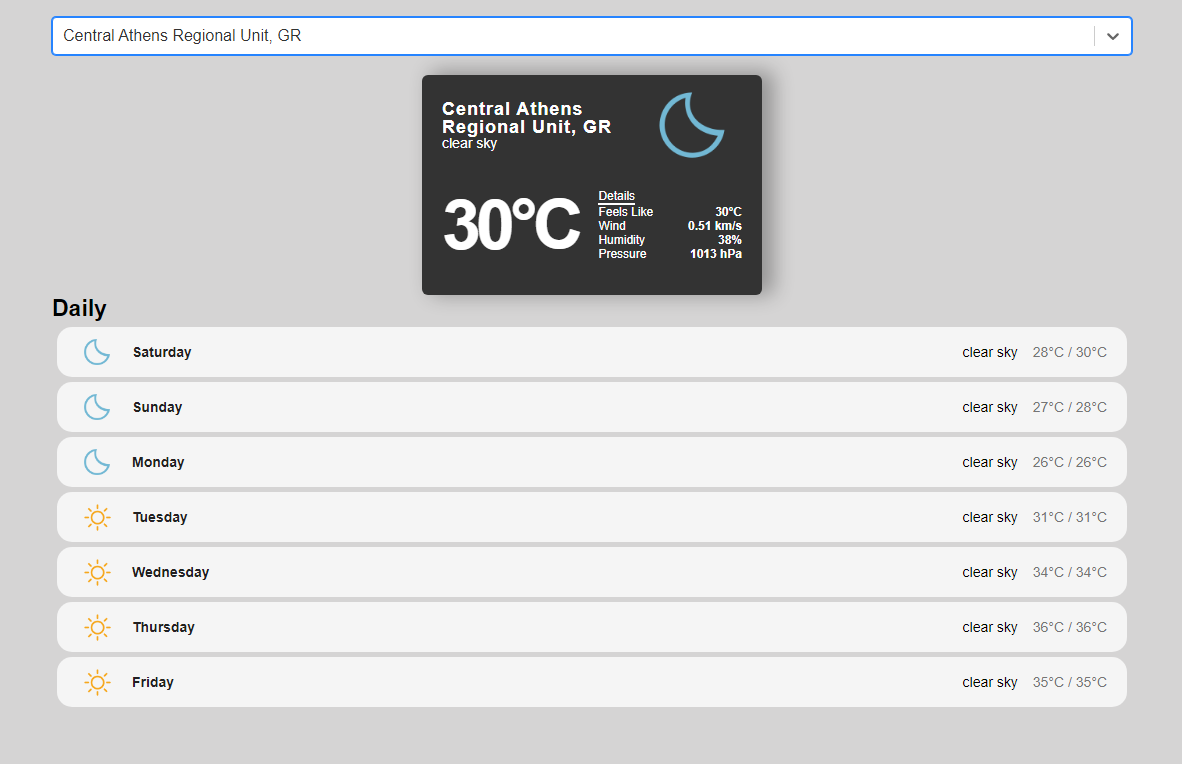 Central Athens Regional Unit, GR
Central Athens
Regional Unit, GR
clear sky
30°C
Details
Feels Like 30°C
Wind 0.51 km/s
Humidity 38%
Pressure 1013 hPa
Daily
Saturday clear sky 28°C / 30°C
Sunday clear sky 27°C / 28°C
Monday clear sky 26°C / 26°C
Tuesday clear sky 31°C / 31°C
Wednesday clear sky 34°C / 34°C
Thursday clear sky 36°C / 36°C
Friday clear sky 35°C / 35°C